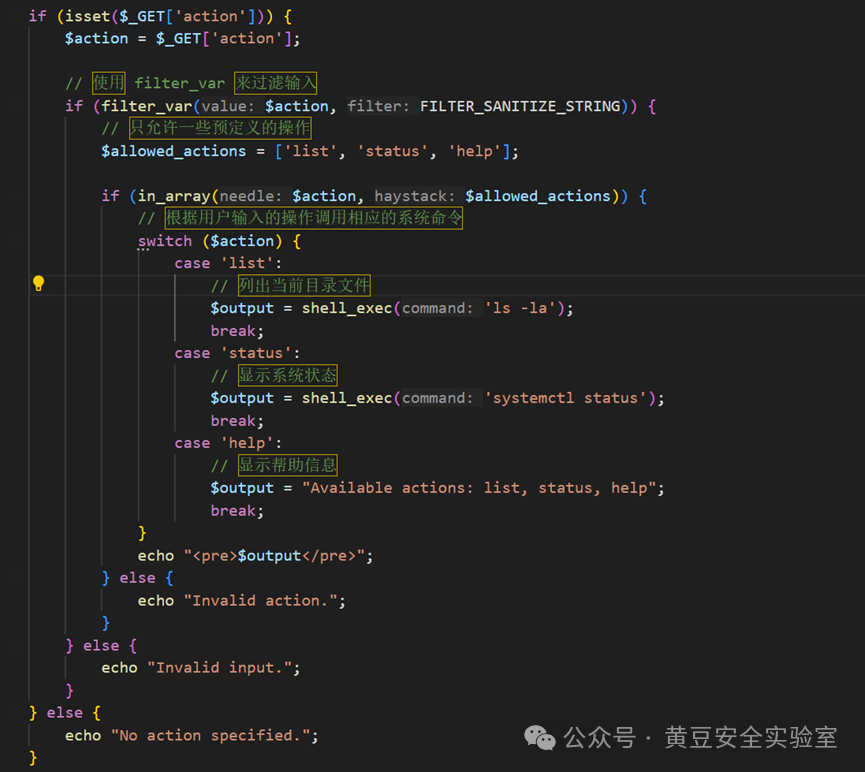 if (isset($_GET['action'])) {
$action = $_GET['action'];
// 使用 filter_var 来过滤输入
if (filter_var(value: $action, filter: FILTER_SANITIZE_STRING)) {
// 只允许一些预定义的操作
$allowed_actions = ['list', 'status', 'help'];
if (in_array(needle: $action, haystack: $allowed_actions)) {
// 根据用户输入的操作调用相应的系统命令
switch ($action) {
case 'list':
// 列出当前目录文件
$output = shell_exec(command: 'ls -la');
break;
case 'status':
// 显示系统状态
$output = shell_exec(command: 'systemctl status');
break;
case 'help':
// 显示帮助信息
$output = "Available actions: list, status, help";
break;
}
echo "<pre>$output</pre>";
} else {
echo "Invalid action.";
}
} else {
echo "Invalid input.";
}
} else {
echo "No action specified.";
}
公众号 · 黄豆安全实验室